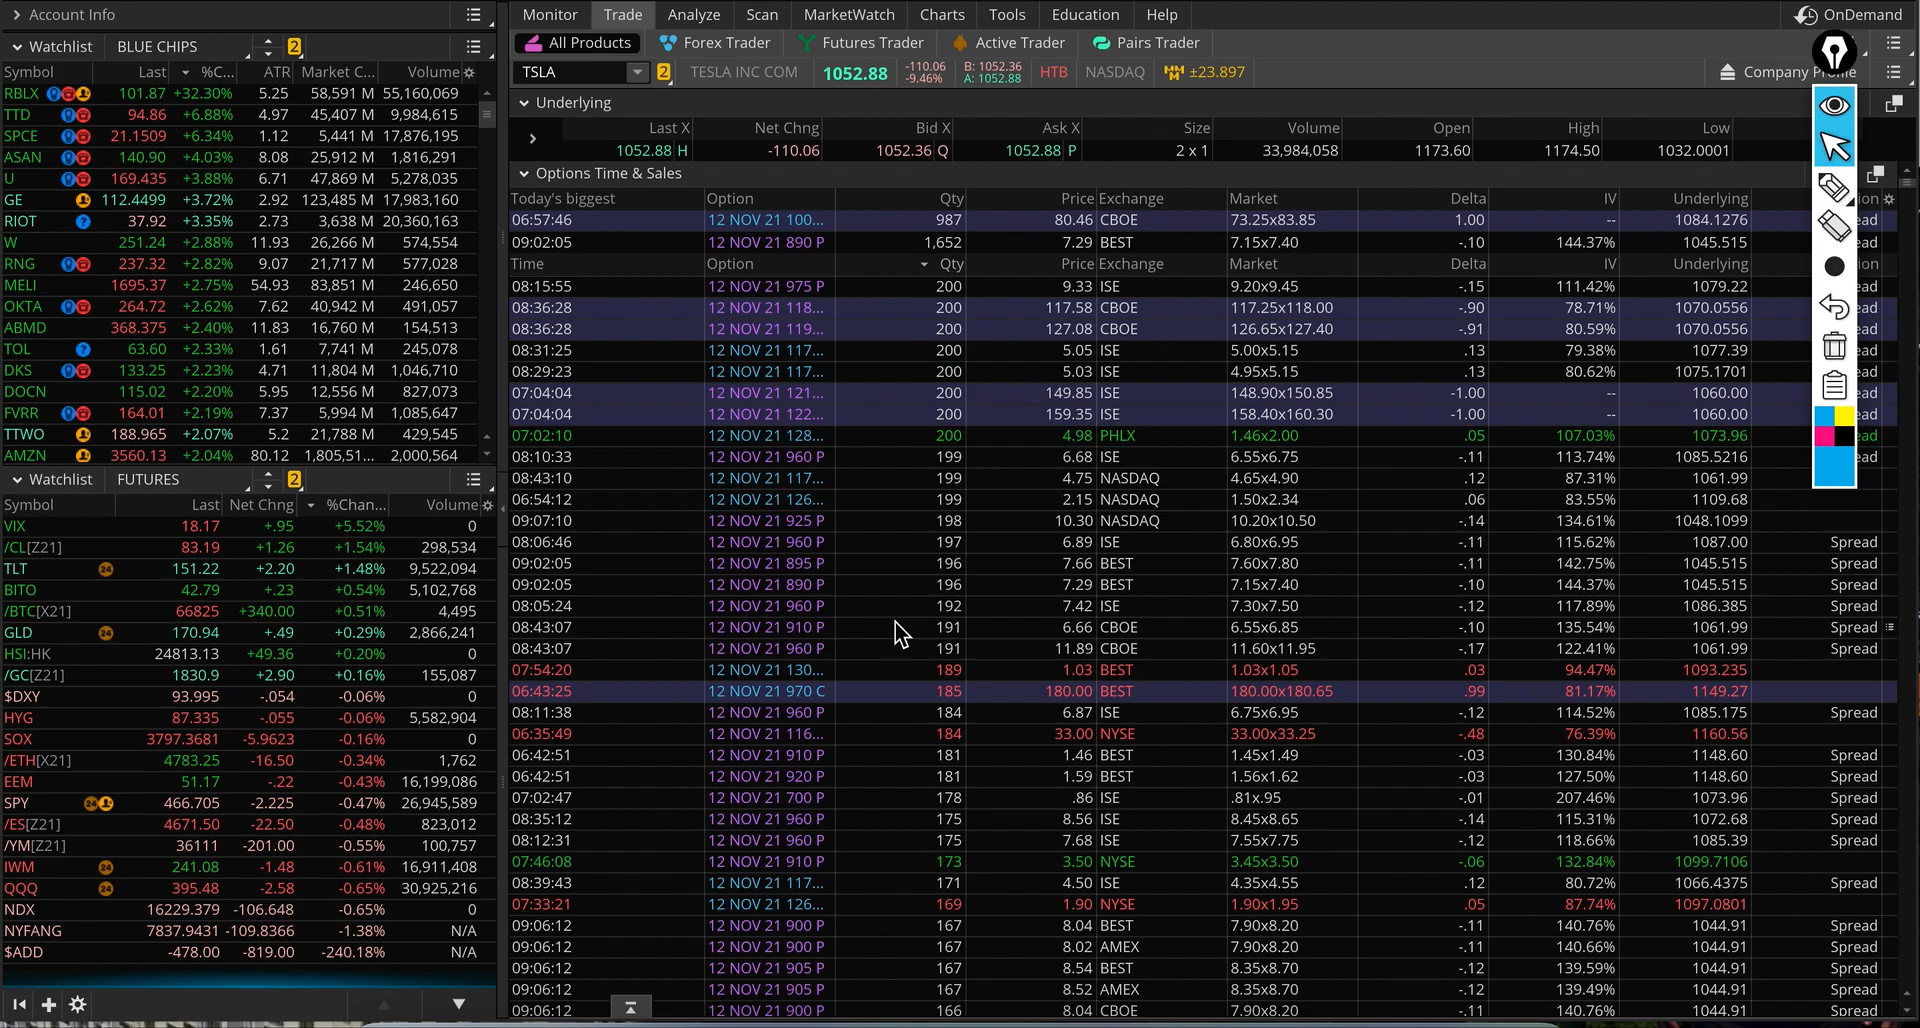 Account Info
Watchlist BLUE CHIPS 2
Symbol Last %C... ATR Market C... Volume
RBLX 101.87 +32.30% 5.25 58,591 M 55,160,069
TTD 94.86 +6.88% 4.97 45,407 M 9,984,615
SPCE 21.1509 +6.34% 1.12 5,441 M 17,876,195
ASAN 140.90 +4.03% 8.08 25,912 M 1,816,291
U 169.435 +3.88% 6.71 47,869 M 5,278,035
GE 112.4499 +3.72% 2.92 123,485 M 17,983,160
RIOT 37.92 +3.35% 2.73 3,638 M 20,360,163
W 251.24 +2.88% 11.93 26,266 M 574,554
RNG 237.32 +2.82% 9.07 21,717 M 577,028
MELI 1695.37 +2.75% 54.93 83,851 M 246,650
OKTA 264.72 +2.62% 7.62 40,942 M 491,057
ABMD 368.375 +2.40% 11.83 16,760 M 154,513
TOL 63.60 +2.33% 1.61 7,741 M 245,078
DKS 133.25 +2.23% 4.71 11,804 M 1,046,710
DOCN 115.02 +2.20% 5.95 12,556 M 827,073
FVRR 164.01 +2.19% 7.37 5,994 M 1,085,647
TTWO 188.965 +2.07% 5.2 21,788 M 429,545
AMZN 3560.13 +2.04% 80.12 1,805,51... 2,000,564
Watchlist FUTURES 2
Symbol Last Net Chng %Chan... Volume
VIX 18.17 +.95 +5.52% 0
/CL[Z21] 83.19 +1.26 +1.54% 298,534
TLT 24 151.22 +2.20 +1.48% 9,522,094
BITO 42.79 +.23 +0.54% 5,102,768
/BTC[X21] 66825 +340.00 +0.51% 4,495
GLD 24 170.94 +.49 +0.29% 2,866,241
HSI:HK 24813.13 +49.36 +0.20% 0
/GC[Z21] 1830.9 +2.90 +0.16% 155,087
$DXY 93.995 -.054 -0.06% 0
HYG 87.335 -.055 -0.06% 5,582,904
SOX 3797.3681 -5.9623 -0.16% 0
/ETH[X21] 4783.25 -16.50 -0.34% 1,762
EEM 51.17 -.22 -0.43% 16,199,086
SPY 24 466.705 -2.225 -0.47% 26,945,589
/ES[Z21] 4671.50 -22.50 -0.48% 823,012
/YM[Z21] 36111 -201.00 -0.55% 100,757
IWM 24 241.08 -1.48 -0.61% 16,911,408
QQQ 24 395.48 -2.58 -0.65% 30,925,216
NDX 16229.379 -106.648 -0.65% 0
NYFANG 7837.9431 -109.8366 -1.38% N/A
$ADD -478.00 -819.00 -240.18% N/A
Monitor Trade Analyze Scan MarketWatch Charts Tools Education Help OnDemand
All Products Forex Trader Futures Trader Active Trader Pairs Trader
TSLA 2 TESLA INC COM 1052.88 -110.06 -9.46% B: 1052.36 A: 1052.88 HTB NASDAQ MM ±23.897 Company Profile
Underlying
Last X Net Chng Bid X Ask X Size Volume Open High Low
1052.88 H -110.06 1052.36 Q 1052.88 P 2 x 1 33,984,058 1173.60 1174.50 1032.0001
Options Time & Sales
Today's biggest Option Qty Price Exchange Market Delta IV Underlying ion
06:57:46 12 NOV 21 100... 987 80.46 CBOE 73.25x83.85 1.00 -- 1084.1276 ead
09:02:05 12 NOV 21 890 P 1,652 7.29 BEST 7.15x7.40 -.10 144.37% 1045.515 ead
Time Option Qty Price Exchange Market Delta IV Underlying ion
08:15:55 12 NOV 21 975 P 200 9.33 ISE 9.20x9.45 -.15 111.42% 1079.22 ead
08:36:28 12 NOV 21 118... 200 117.58 CBOE 117.25x118.00 -.90 78.71% 1070.0556 ead
08:36:28 12 NOV 21 119... 200 127.08 CBOE 126.65x127.40 -.91 80.59% 1070.0556 ead
08:31:25 12 NOV 21 117... 200 5.05 ISE 5.00x5.15 .13 79.38% 1077.39 ead
08:29:23 12 NOV 21 117... 200 5.03 ISE 4.95x5.15 .13 80.62% 1075.1701 ead
07:04:04 12 NOV 21 121... 200 149.85 ISE 148.90x150.85 -1.00 -- 1060.00 ead
07:04:04 12 NOV 21 122... 200 159.35 ISE 158.40x160.30 -1.00 -- 1060.00 ead
07:02:10 12 NOV 21 128... 200 4.98 PHLX 1.46x2.00 .05 107.03% 1073.96 ead
08:10:33 12 NOV 21 960 P 199 6.68 ISE 6.55x6.75 -.11 113.74% 1085.5216 ead
08:43:10 12 NOV 21 117... 199 4.75 NASDAQ 4.65x4.90 .12 87.31% 1061.99
06:54:12 12 NOV 21 126... 199 2.15 NASDAQ 1.50x2.34 .06 83.55% 1109.68
09:07:10 12 NOV 21 925 P 198 10.30 NASDAQ 10.20x10.50 -.14 134.61% 1048.1099
08:06:46 12 NOV 21 960 P 197 6.89 ISE 6.80x6.95 -.11 115.62% 1087.00 Spread
09:02:05 12 NOV 21 895 P 196 7.66 BEST 7.60x7.80 -.11 142.75% 1045.515 Spread
09:02:05 12 NOV 21 890 P 196 7.29 BEST 7.15x7.40 -.10 144.37% 1045.515 Spread
08:05:24 12 NOV 21 960 P 192 7.42 ISE 7.30x7.50 -.12 117.89% 1086.385 Spread
08:43:07 12 NOV 21 910 P 191 6.66 CBOE 6.55x6.85 -.10 135.54% 1061.99 Spread
08:43:07 12 NOV 21 960 P 191 11.89 CBOE 11.60x11.95 -.17 122.41% 1061.99 Spread
07:54:20 12 NOV 21 130... 189 1.03 BEST 1.03x1.05 .03 94.47% 1093.235
06:43:25 12 NOV 21 970 C 185 180.00 BEST 180.00x180.65 .99 81.17% 1149.27
08:11:38 12 NOV 21 960 P 184 6.87 ISE 6.75x6.95 -.12 114.52% 1085.175 Spread
06:35:49 12 NOV 21 116... 184 33.00 NYSE 33.00x33.25 -.48 76.39% 1160.56
06:42:51 12 NOV 21 910 P 181 1.46 BEST 1.45x1.49 -.03 130.84% 1148.60 Spread
06:42:51 12 NOV 21 920 P 181 1.59 BEST 1.56x1.62 -.03 127.50% 1148.60 Spread
07:02:47 12 NOV 21 700 P 178 .86 ISE .81x.95 -.01 207.46% 1073.96 Spread
08:35:12 12 NOV 21 960 P 175 8.56 ISE 8.45x8.65 -.14 115.31% 1072.68 Spread
08:12:31 12 NOV 21 960 P 175 7.68 ISE 7.55x7.75 -.12 118.66% 1085.39 Spread
07:46:08 12 NOV 21 910 P 173 3.50 NYSE 3.45x3.50 -.06 132.84% 1099.7106
08:39:43 12 NOV 21 117... 171 4.50 ISE 4.35x4.55 .12 80.72% 1066.4375 Spread
07:33:21 12 NOV 21 126... 169 1.90 NYSE 1.90x1.95 .05 87.74% 1097.0801
09:06:12 12 NOV 21 900 P 167 8.04 BEST 7.90x8.20 -.11 140.76% 1044.91 Spread
09:06:12 12 NOV 21 900 P 167 8.02 AMEX 7.90x8.20 -.11 140.66% 1044.91 Spread
09:06:12 12 NOV 21 905 P 167 8.54 BEST 8.35x8.70 -.12 139.59% 1044.91 Spread
09:06:12 12 NOV 21 905 P 167 8.52 AMEX 8.35x8.70 -.12 139.49% 1044.91 Spread
09:06:12 12 NOV 21 900 P 166 8.04 CBOE 7.90x8.20 -.11 140.76% 1044.91 Spread